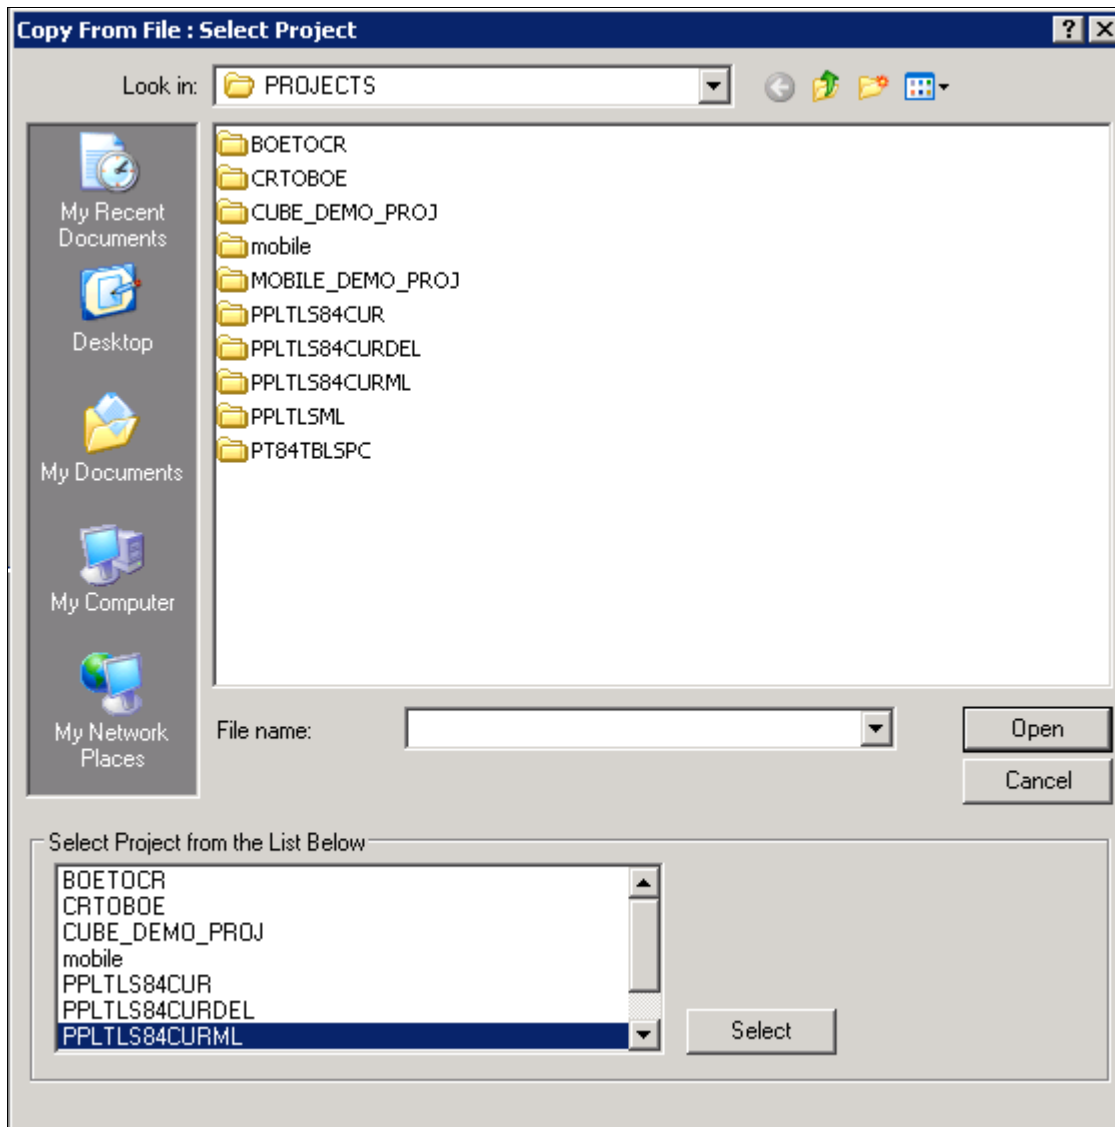 Copy From File : Select Project
Look in:
PROJECTS
My Recent
Documents
Desktop
My Documents
My Computer
My Network
Places
BOETOCR
CRTOBOE
CUBE_DEMO_PROJ
mobile
MOBILE_DEMO_PROJ
PPLTLS84CUR
PPLTLS84CURDEL
PPLTLS84CURML
PPLTLSML
PT84TBLSPC
File name:
Open
Cancel
Select Project from the List Below
BOETOCR
CRTOBOE
CUBE_DEMO_PROJ
mobile
PPLTLS84CUR
PPLTLS84CURDEL
PPLTLS84CURML
Select